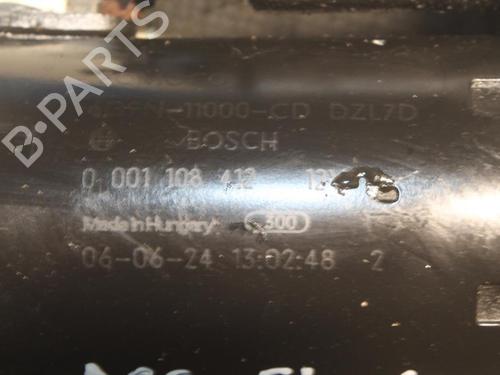 B-PARTS
-11000-CD DZL7D
BOSCH
0 001 108 412 12
Made in Hungary 300
06-06-24 13:02:48 2